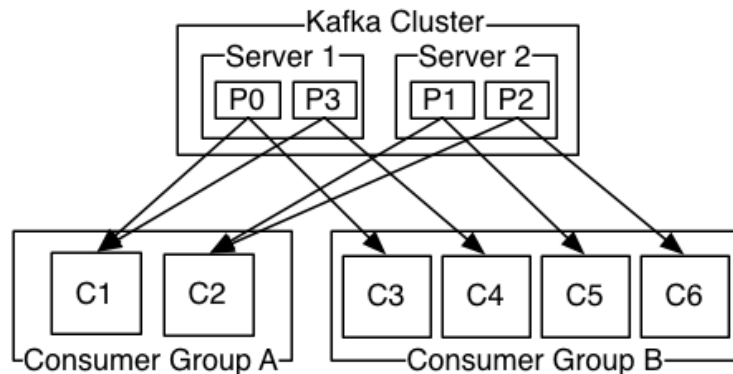 Kafka Cluster
Server 1 Server 2
P0 P3 P1 P2
C1 C2 C3 C4 C5 C6
Consumer Group A Consumer Group B